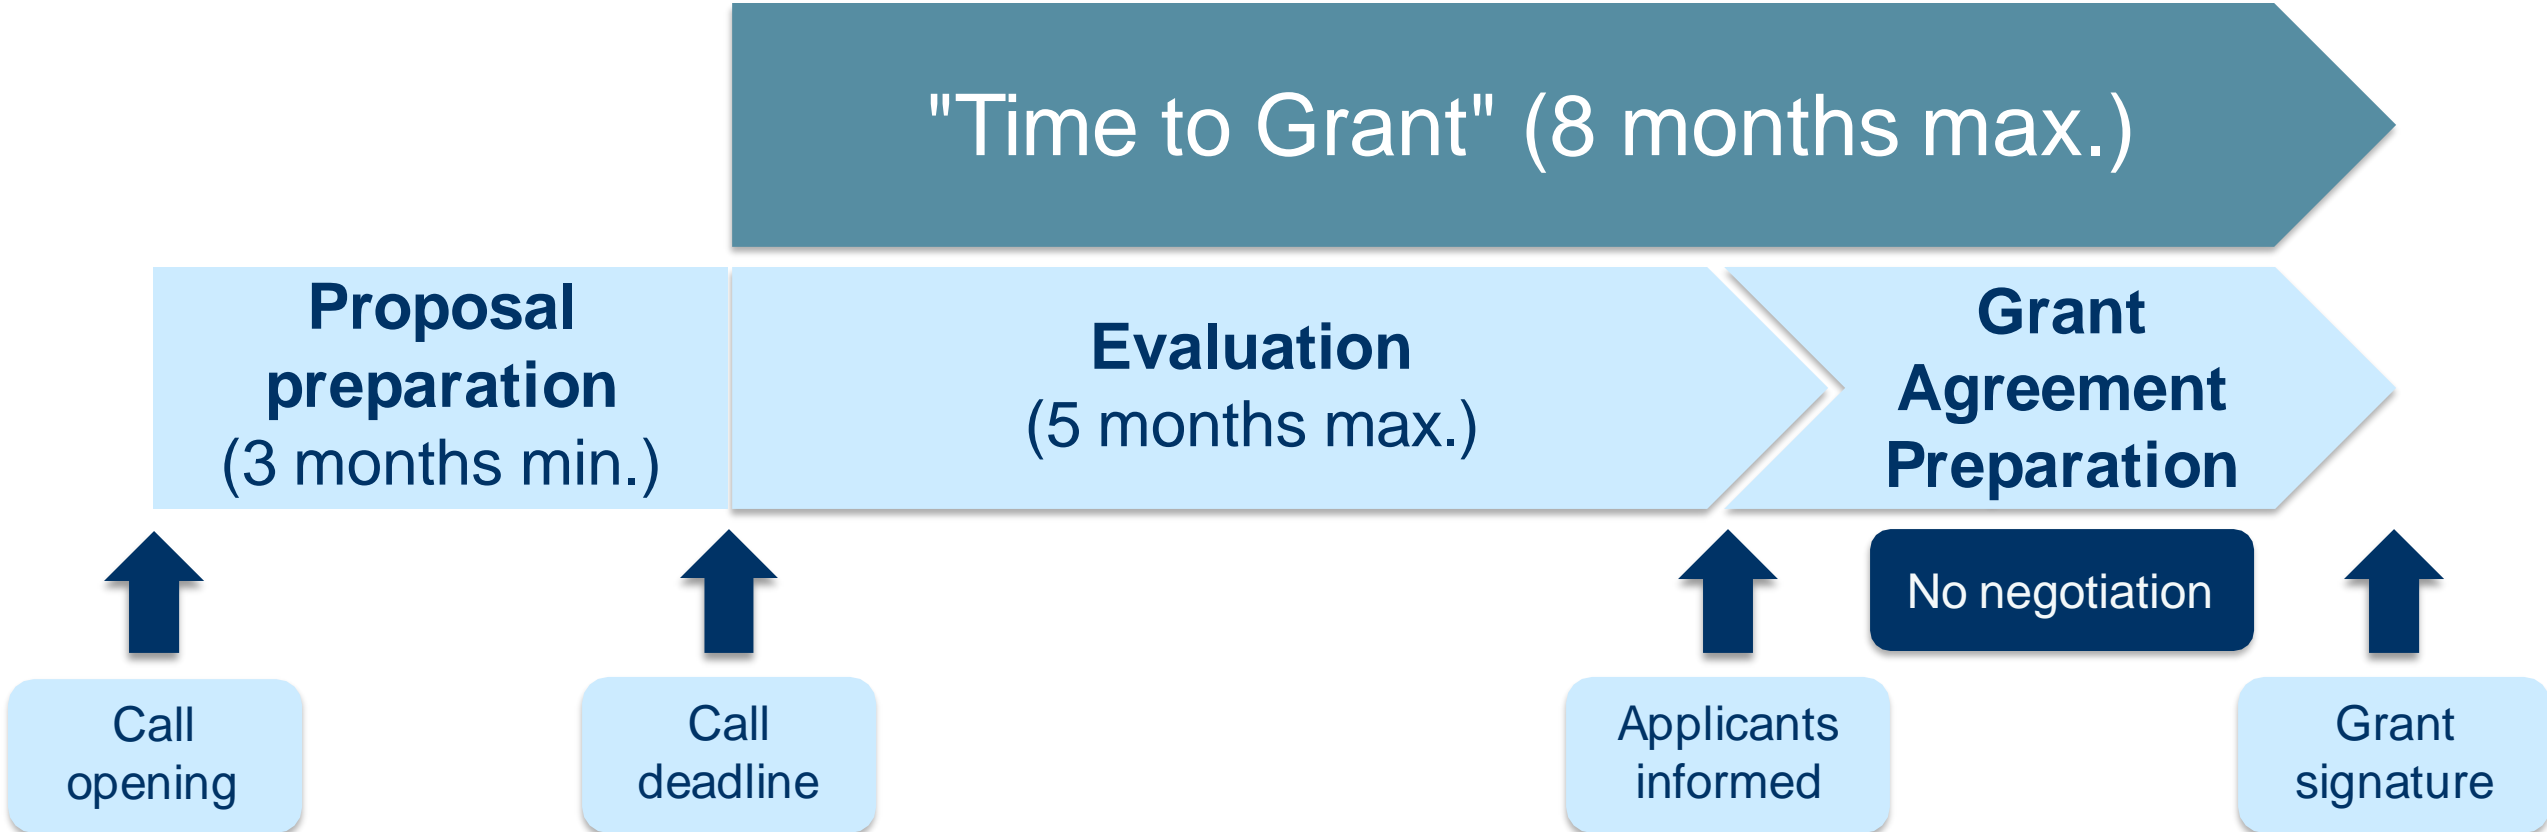 "Time to Grant" (8 months max.)
Proposal
preparation
(3 months min.)
Evaluation
(5 months max.)
Grant
Agreement
Preparation
No negotiation
Call
opening
Call
deadline
Applicants
informed
Grant
signature